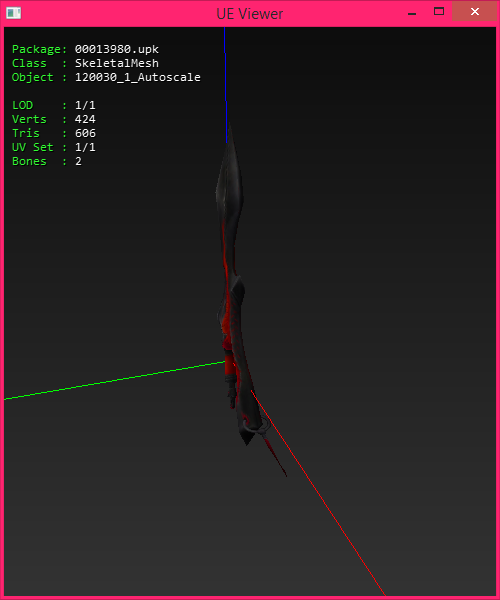 UE Viewer
Package: 00013980.upk
Class  : SkeletalMesh
Object : 120030_1_Autoscale
LOD    : 1/1
Verts  : 424
Tris   : 606
UV Set : 1/1
Bones  : 2